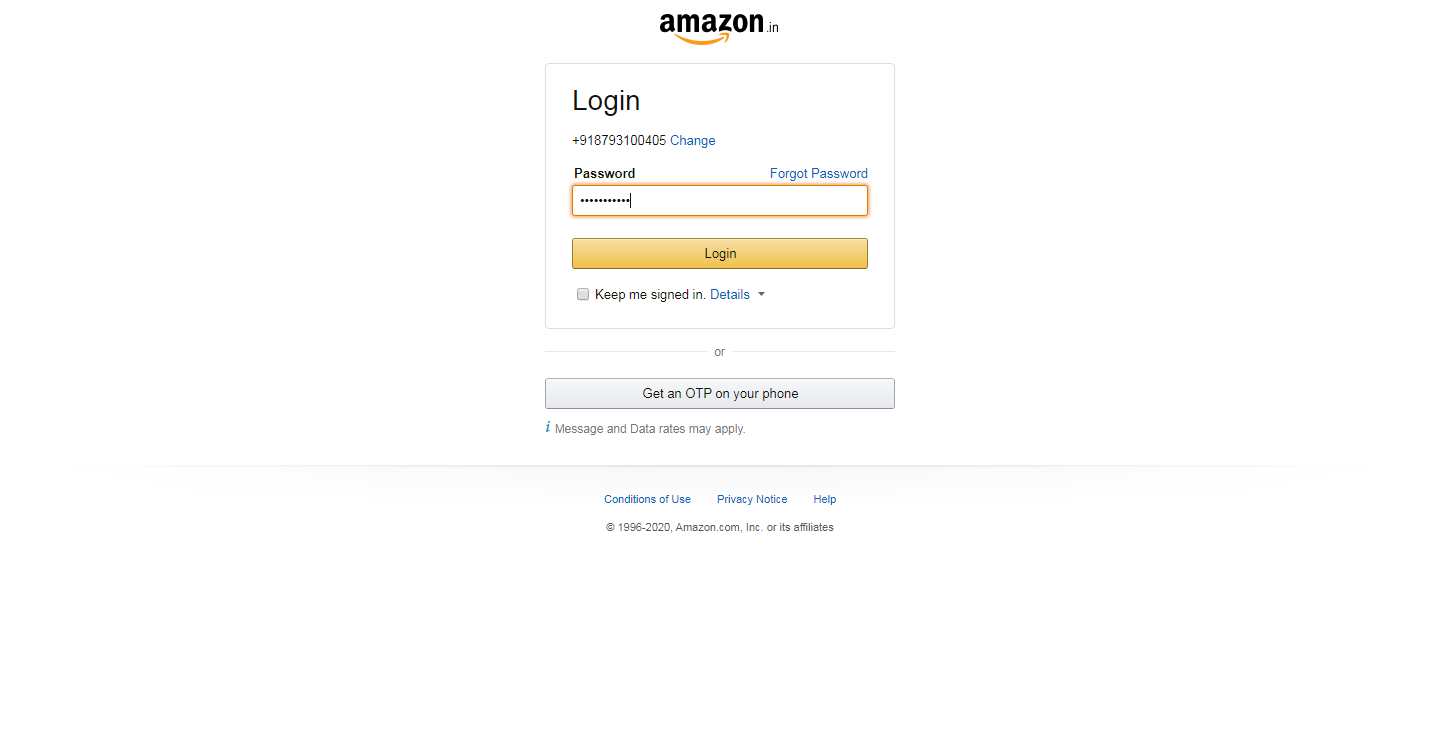 amazon.in
Login
+918793100405 Change
Password Forgot Password
•••••••••••
Login
Keep me signed in. Details
or
Get an OTP on your phone
i Message and Data rates may apply.
Conditions of Use Privacy Notice Help
© 1996-2020, Amazon.com, Inc. or its affiliates